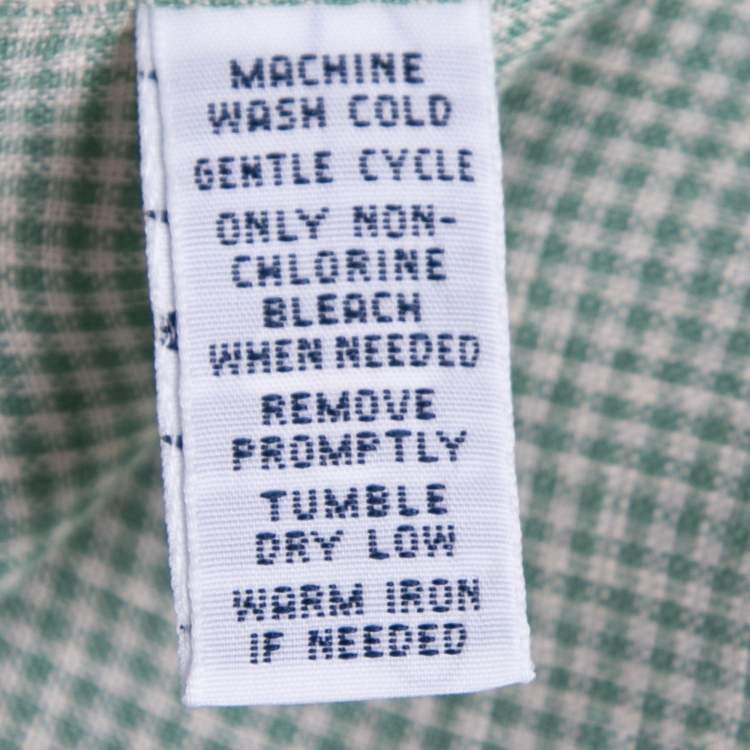 MACHINE
WASH COLD
GENTLE CYCLE
ONLY NON-
CHLORINE
BLEACH
WHEN NEEDED
REMOVE
PROMPTLY
TUMBLE
DRY LOW
WARM IRON
IF NEEDED